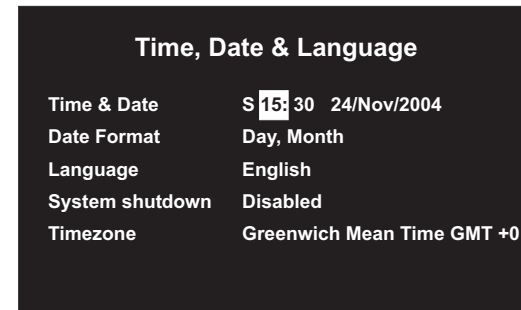 Time, Date & Language
Time & Date S 15: 30 24/Nov/2004
Date Format Day, Month
Language English
System shutdown Disabled
Timezone Greenwich Mean Time GMT +0